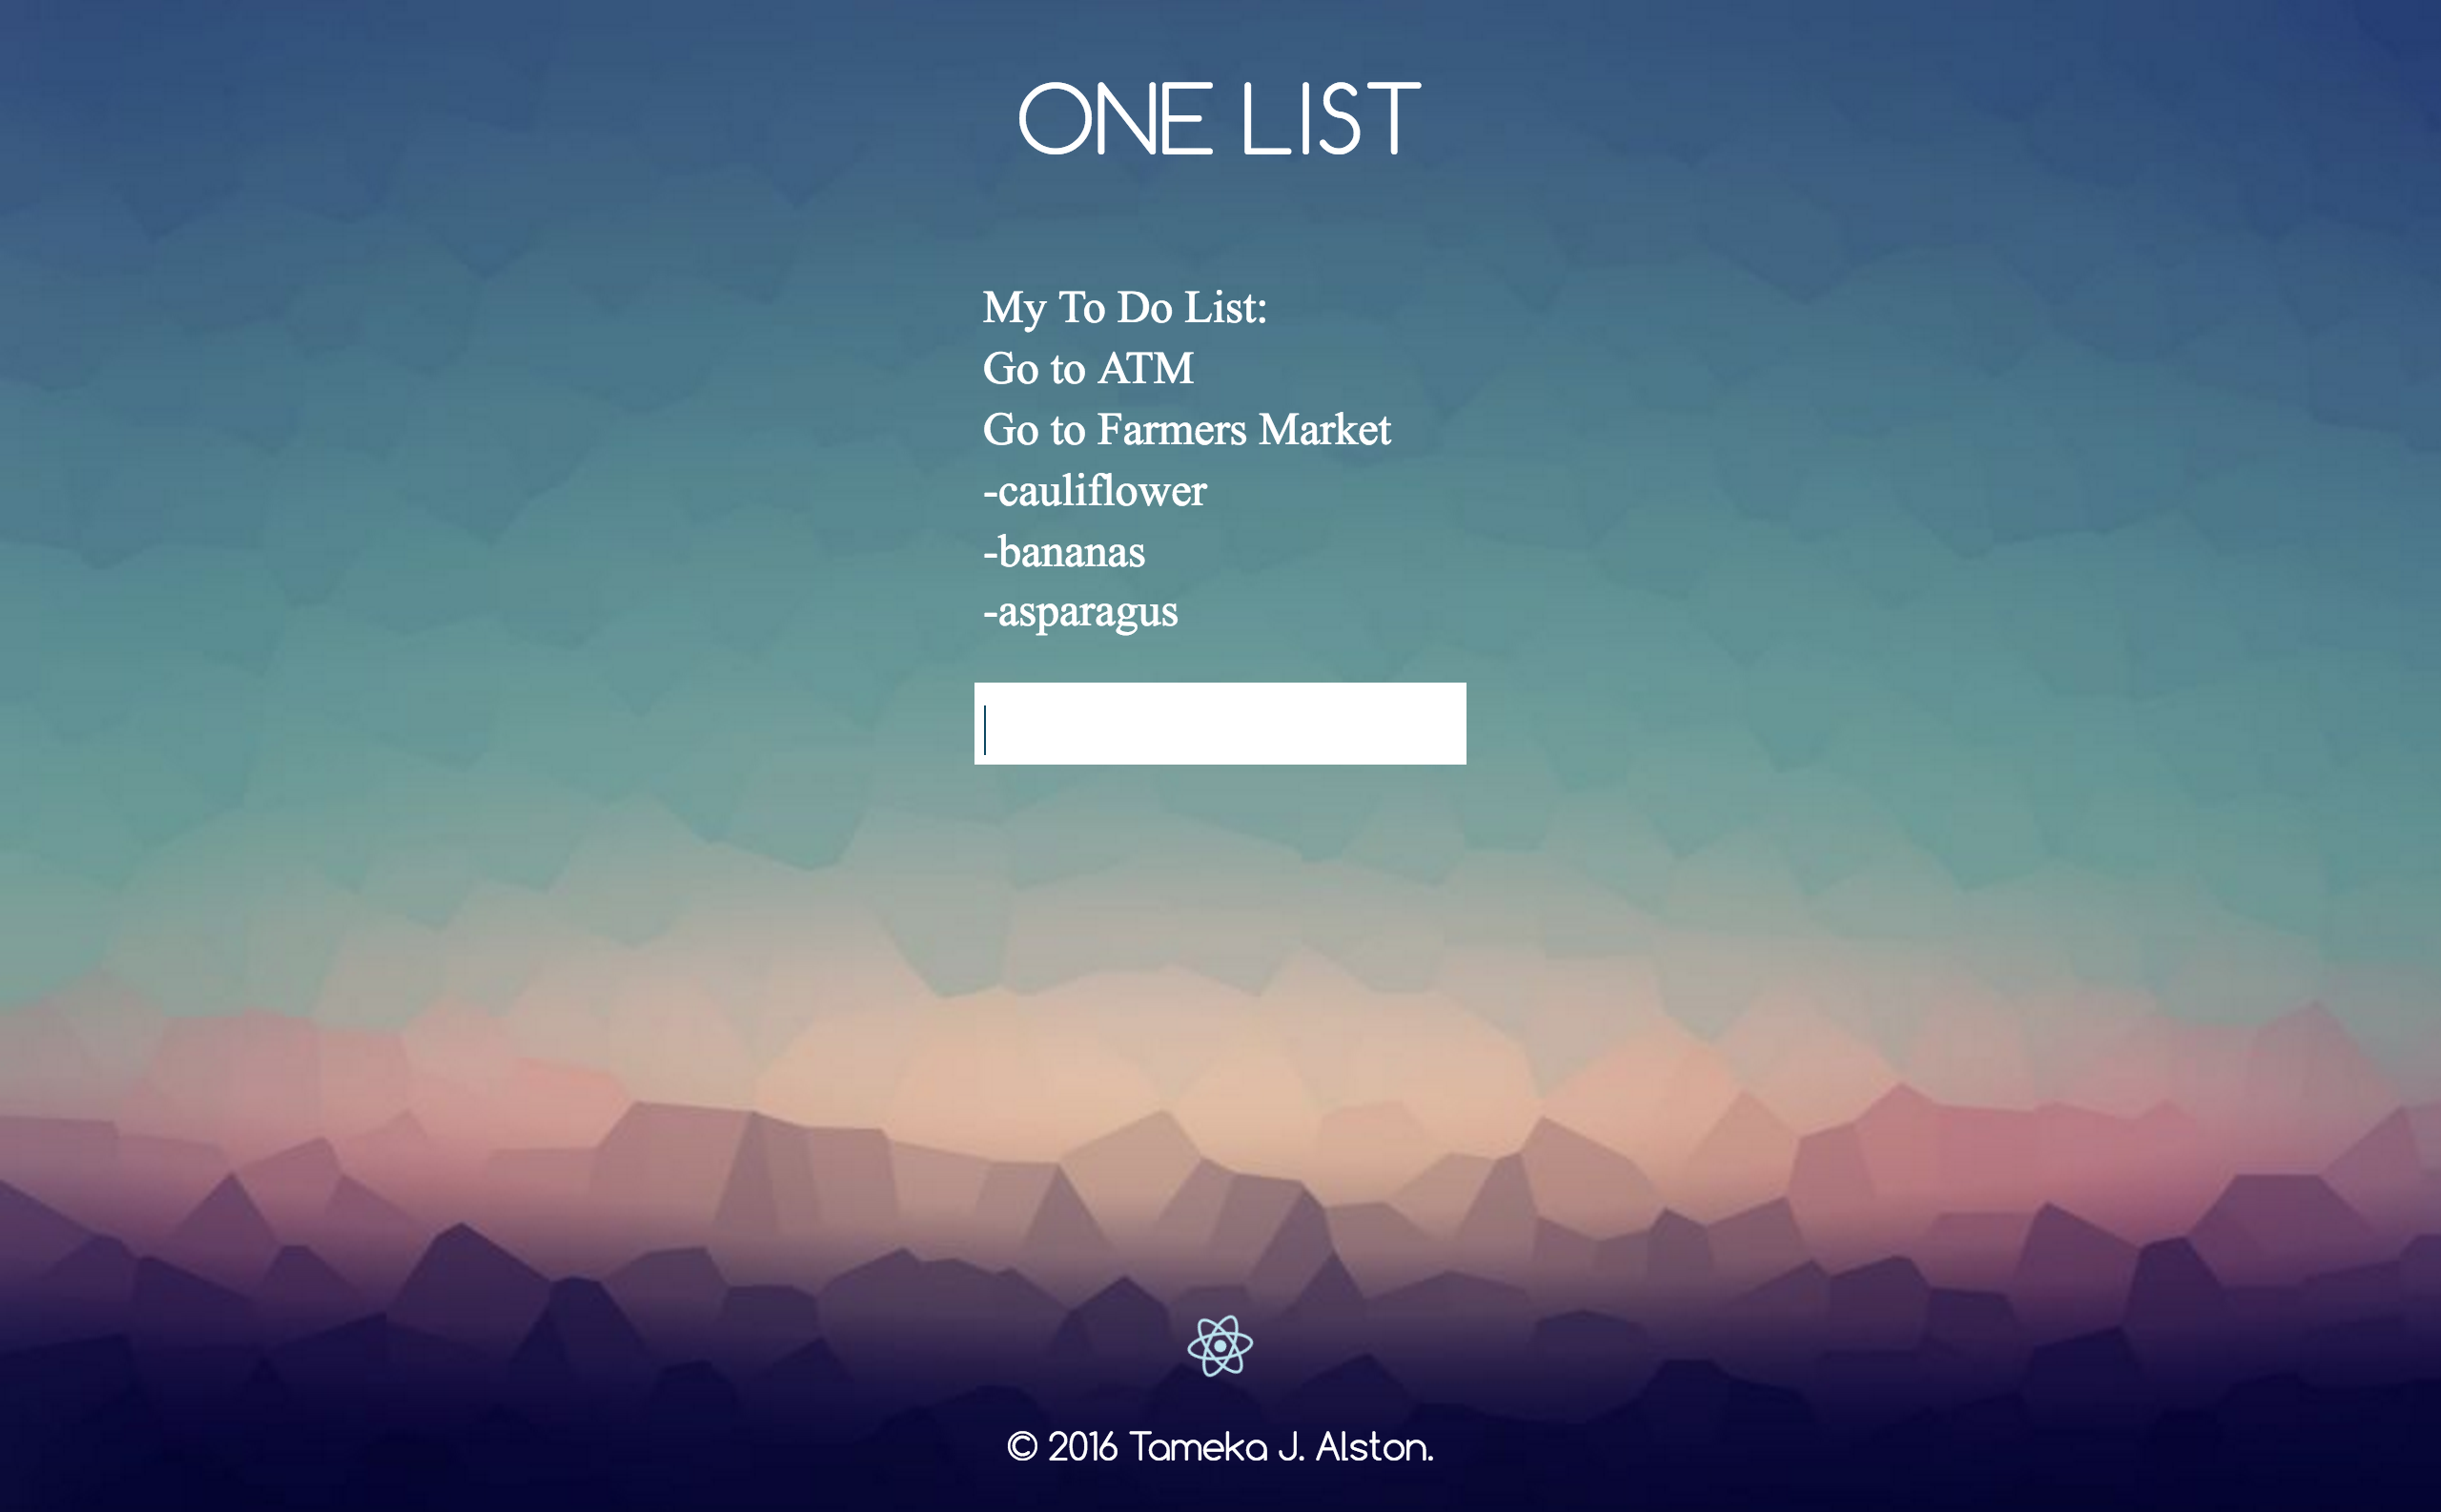 ONE LIST
My To Do List:
Go to ATM
Go to Farmers Market
-cauliflower
-bananas
-asparagus
© 2016 Tameka J. Alston.